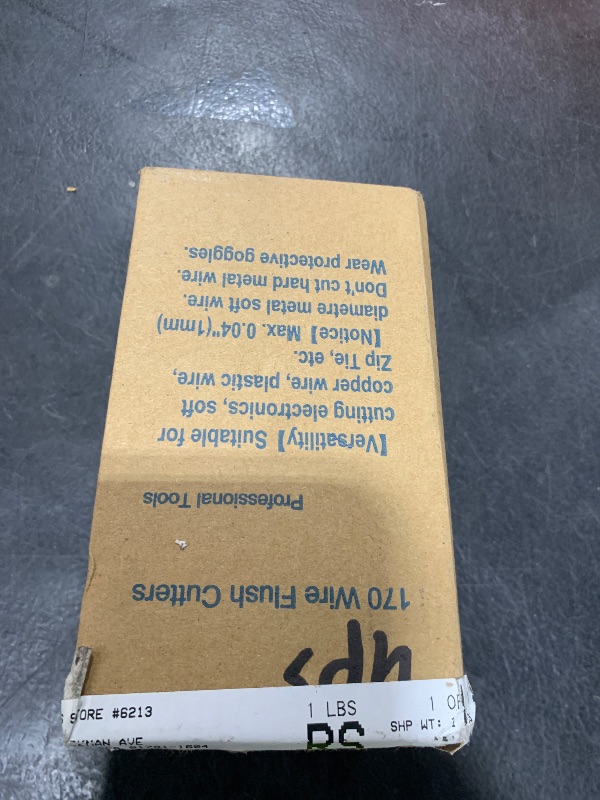 170 Wire Flush Cutters
Professional Tools
【Versatility】Suitable for
cutting electronics, soft
copper wire, plastic wire,
Zip Tie, etc.
【Notice】Max. 0.04"(1mm)
diametre metal soft wire.
Don't cut hard metal wire.
Wear protective goggles.
ups
STORE #6213
1 LBS
1 OF
SHP WT: 1
AVE